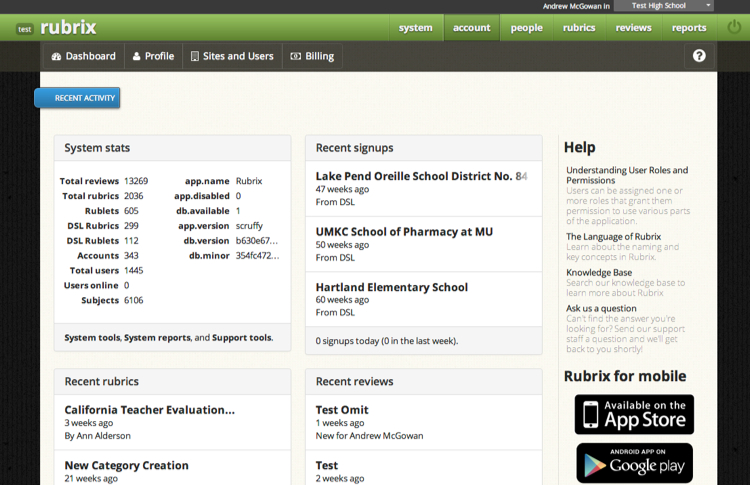 Andrew McGowan in Test High School
test rubrix
system account people rubrics reviews reports
Dashboard Profile Sites and Users Billing ?
RECENT ACTIVITY
System stats
Total reviews 13269 app.name Rubrix
Total rubrics 2036 app.disabled 0
Rublets 605 db.available 1
DSL Rubrics 299 app.version scruffy
DSL Rublets 112 db.version b630e67...
Accounts 343 db.minor 354fc472...
Total users 1445
Users online 0
Subjects 6106
System tools, System reports, and Support tools.
Recent signups
Lake Pend Oreille School District No. 84
47 weeks ago
From DSL
UMKC School of Pharmacy at MU
50 weeks ago
From DSL
Hartland Elementary School
60 weeks ago
From DSL
0 signups today (0 in the last week).
Recent rubrics
California Teacher Evaluation...
3 weeks ago
By Ann Alderson
New Category Creation
21 weeks ago
Recent reviews
Test Omit
1 weeks ago
New for Andrew McGowan
Test
2 weeks ago
Help
Understanding User Roles and
Permissions
Users can be assigned one or
more roles that grant them
permission to use various parts
of the application.
The Language of Rubrix
Learn about the naming and
key concepts in Rubrix.
Knowledge Base
Search our knowledge base to
learn more about Rubrix
Ask us a question
Can't find the answer you're
looking for? Send our support
staff a question and we'll get
back to you shortly!
Rubrix for mobile
Available on the
App Store
ANDROID APP ON
Google play